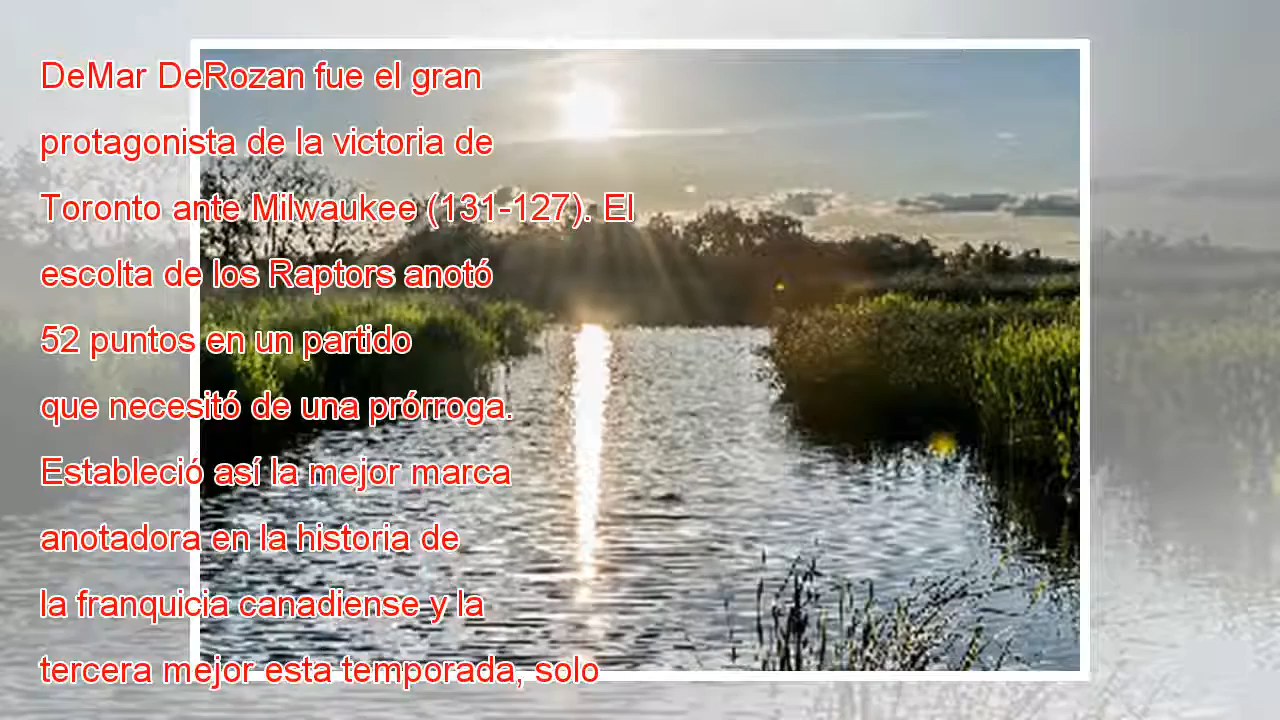 DeMar DeRozan fue el gran
protagonista de la victoria de
Toronto ante Milwaukee (131-127). El
escolta de los Raptors anotó
52 puntos en un partido
que necesitó de una prórroga.
Estableció así la mejor marca
anotadora en la historia de
la franquicia canadiense y la
tercera mejor esta temporada, solo